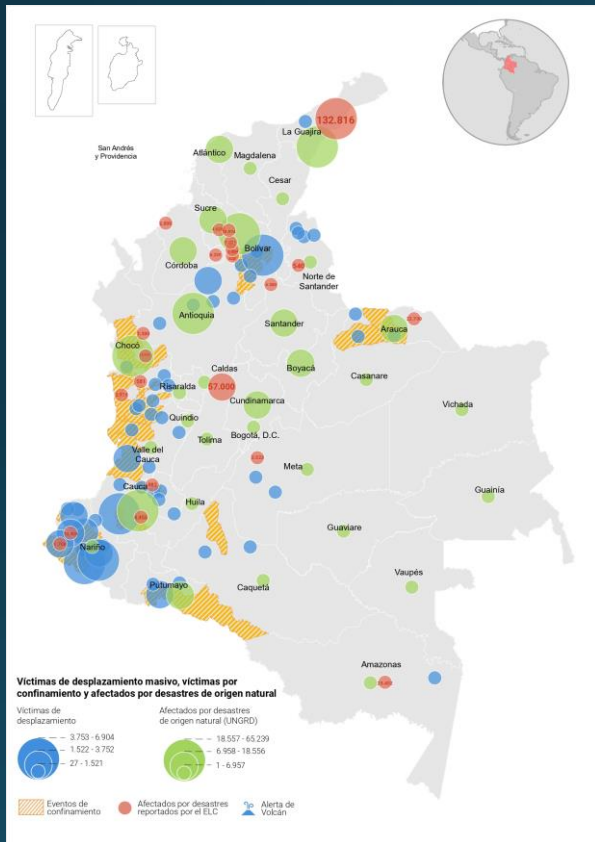 132.816
La Guajira
San Andrés
y Providencia
Atlántico
Magdalena
Cesar
Sucre
Bolívar
Córdoba
Norte de
Santander
Antioquia
Santander
Arauca
Chocó
Boyacá
Caldas
57.000
Risaralda
Casanare
Cundinamarca
Vichada
Quindio
Bogotá, D.C.
Tolima
Valle del
Cauca
Meta
Cauca
Huila
Guainía
Guaviare
Nariño
Vaupés
Putumayo
Caquetá
Amazonas
Víctimas de desplazamiento masivo, víctimas por
confinamiento y afectados por desastres de origen natural
Víctimas de
desplazamiento
3.753 - 6.904
1.522 - 3.752
27 - 1.521
Afectados por desastres
de origen natural (UNGRD)
18.557 - 65.239
6.958 - 18.556
1 - 6.957
Eventos de
confinamiento
Afectados por desastres
reportados por el ELC
Alerta de
Volcán